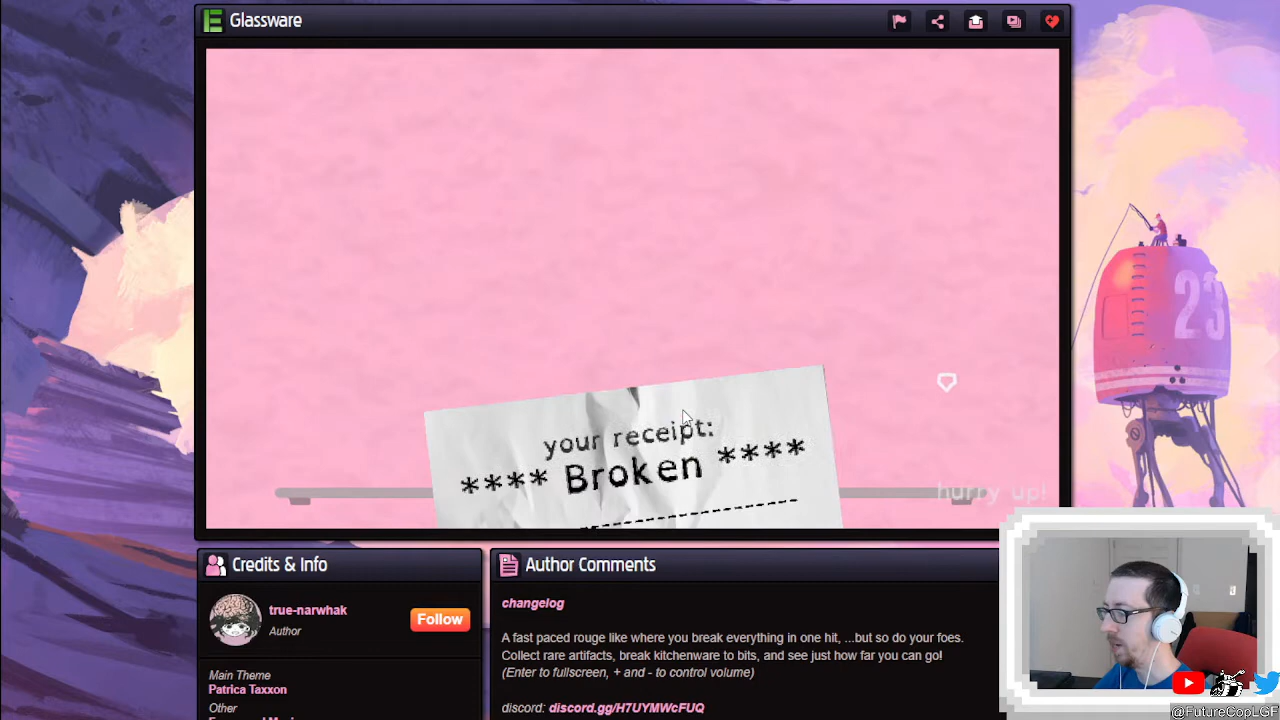 Glassware
your receipt:
**** Broken ****
hurry up!
23
Credits & Info
true-narwhak
Author
Follow
Main Theme
Patrica Taxxon
Other
Author Comments
changelog
A fast paced rouge like where you break everything in one hit, ...but so do your foes.
Collect rare artifacts, break kitchenware to bits, and see just how far you can go!
(Enter to fullscreen, + and - to control volume)
discord: discord.gg/H7UYMWcFUQ
@FutureCopLGF